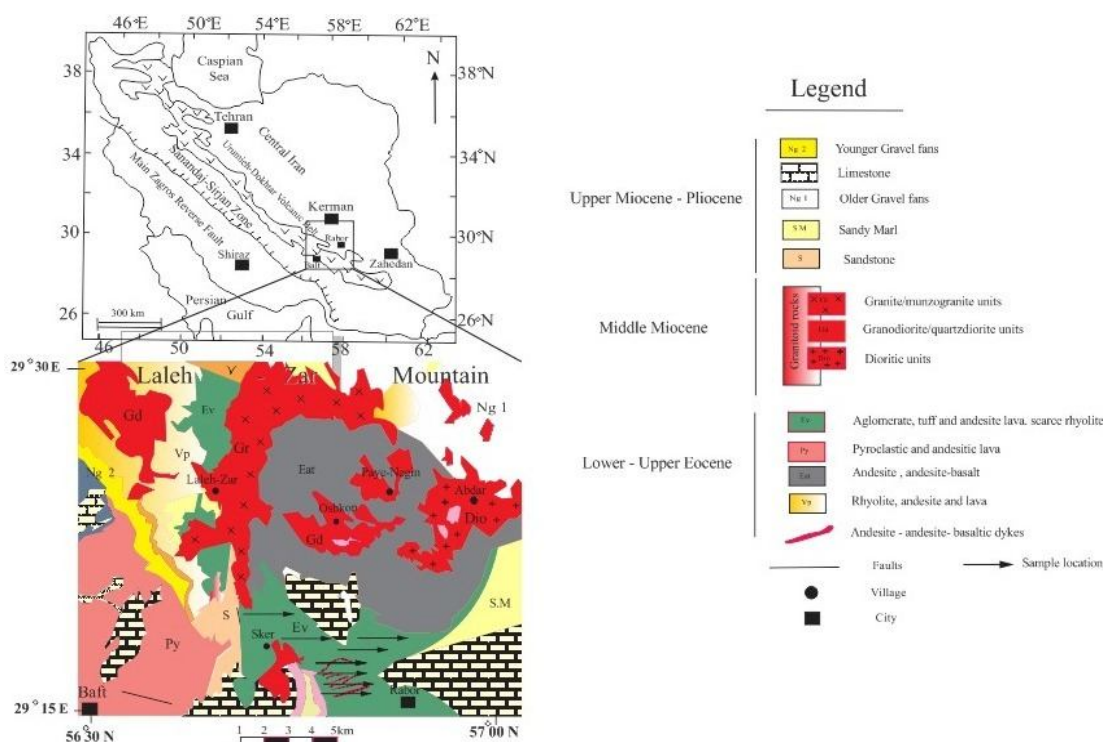 46°E 50°E 54°E 58°E 62°E
38 Caspian Sea N 38°N
Tehran
34 Central Iran 34°N
Urumieh-Dokhtar Volcanic Belt
Sanandaj-Sirjan Zone
Main Zagros Reverse Fault
Kerman
30 Rabor 30°N
Baft
Shiraz Zahedan
Persian Gulf
26 26°N
300 km
46 50 54 58 62
29°30 E Laleh - Zar Mountain
Gd Ev Ng 1
Gr
Vp Eat
Ng 2 Laleh-Zar Paye-Negin Abdar
Oshkon Dio
Gd
S.M
S Ev
Sker
Py
Baft Rabor
29°15 E
56 30 N 57 00 N
1 2 3 4 5km
Legend
Upper Miocene - Pliocene
Ng 2 Younger Gravel fans
Limestone
Ng 1 Older Gravel fans
S.M Sandy Marl
S Sandstone
Middle Miocene
Granitoid rocks
Granite/munzogranite units
Granodiorite/quartzdiorite units
Dioritic units
Lower - Upper Eocene
Ev Aglomerate, tuff and andesite lava. scarce rhyolite
Py Pyroclastic and andesitic lava
Eat Andesite , andesite-basalt
Vp Rhyolite, andesite and lava
Andesite - andesite- basaltic dykes
Faults Sample location
Village
City